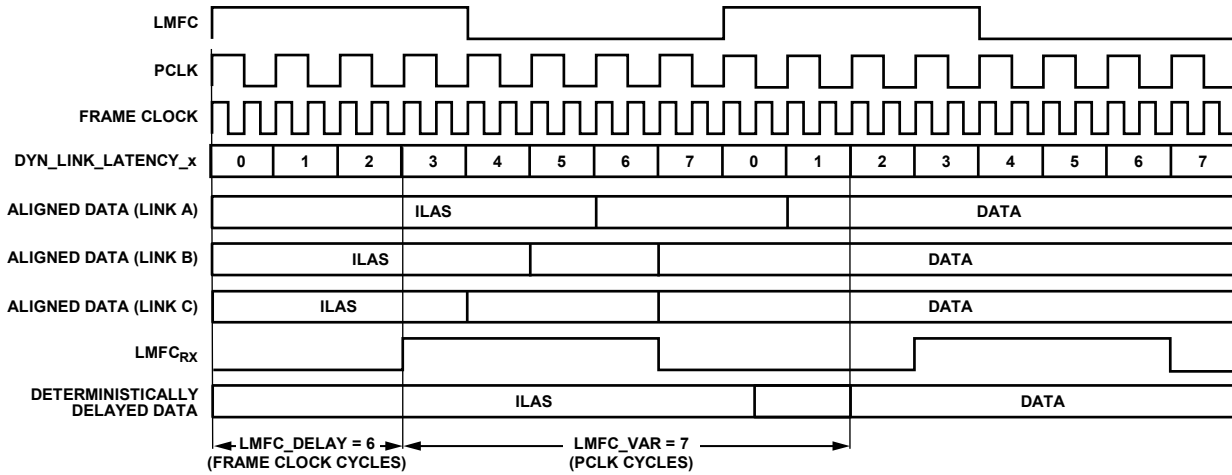 LMFC
PCLK
FRAME CLOCK
DYN_LINK_LATENCY_x 0 1 2 3 4 5 6 7 0 1 2 3 4 5 6 7
ALIGNED DATA (LINK A) ILAS DATA
ALIGNED DATA (LINK B) ILAS DATA
ALIGNED DATA (LINK C) ILAS DATA
LMFCRX
DETERMINISTICALLY
DELAYED DATA ILAS DATA
LMFC_DELAY = 6
(FRAME CLOCK CYCLES)
LMFC_VAR = 7
(PCLK CYCLES)